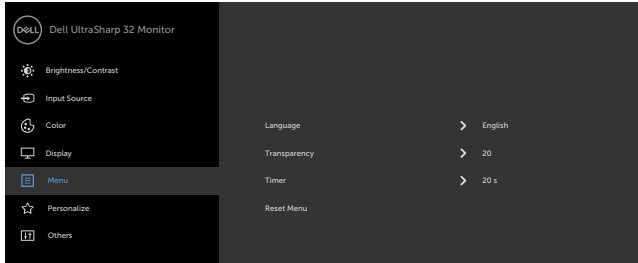 DELL Dell UltraSharp 32 Monitor
Brightness/Contrast
Input Source
Color
Language English
Display
Transparency 20
Menu
Timer 20 s
Personalize
Reset Menu
Others